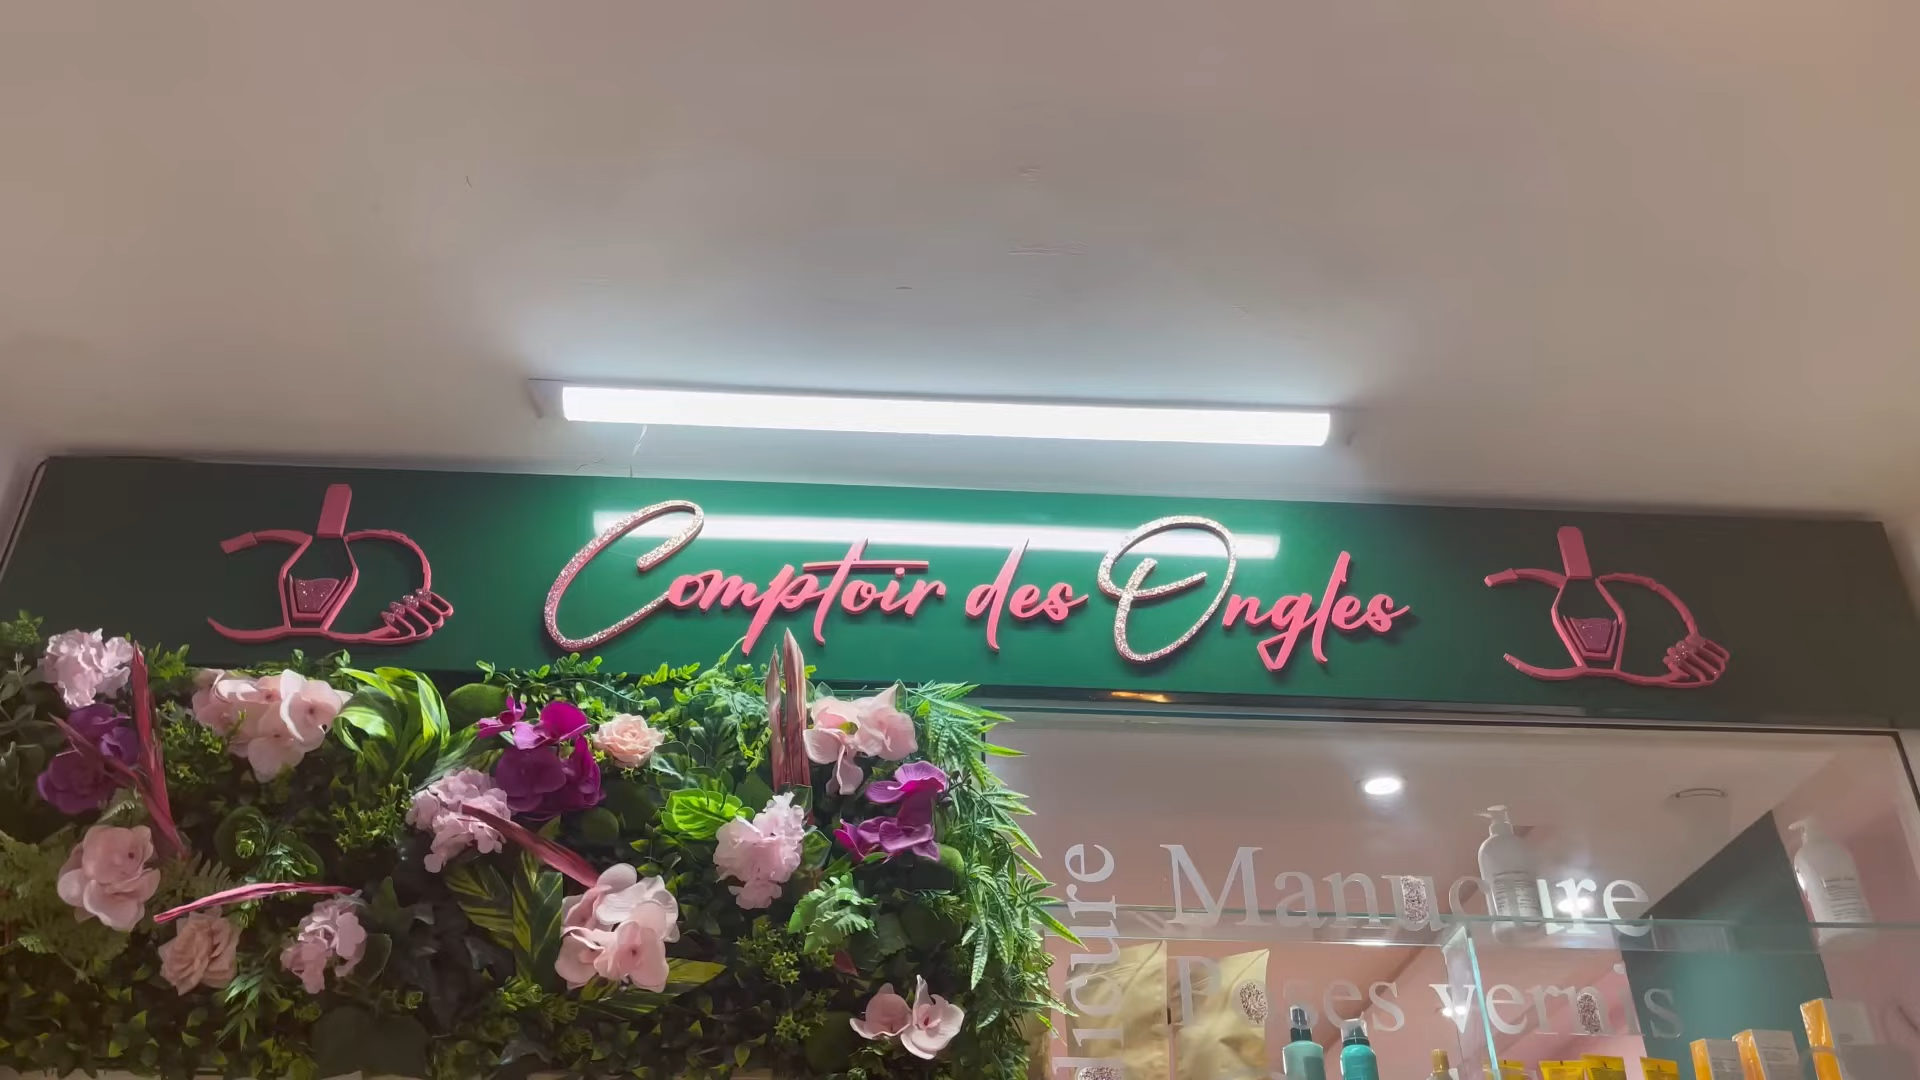 Comptoir des Ongles
Manucure
Poses vernis